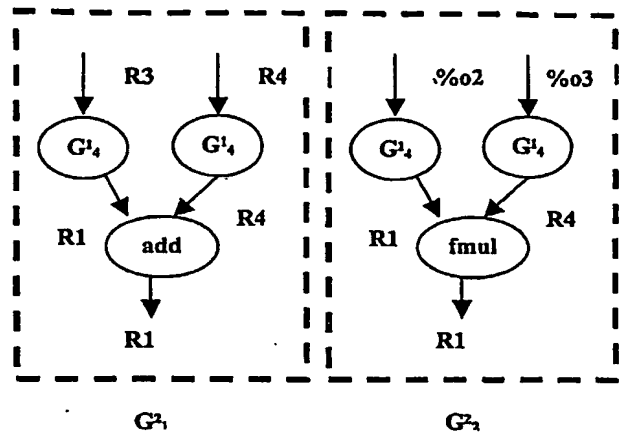 R3 R4 %o2 %o3
G¹₄ G¹₄ G¹₄ G¹₄
R1 R4 R1 R4
add fmul
R1 R1
G²₁ G²₂